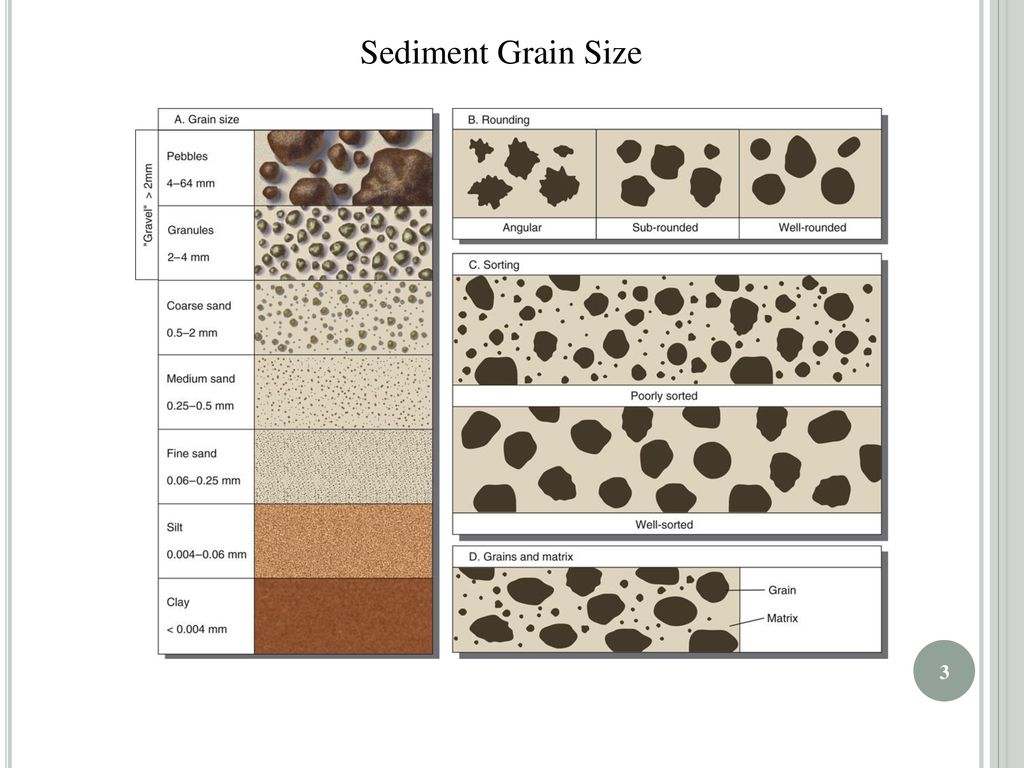 Sediment Grain Size
A. Grain size
"Gravel" > 2mm
Pebbles
4–64 mm
Granules
2–4 mm
Coarse sand
0.5–2 mm
Medium sand
0.25–0.5 mm
Fine sand
0.06–0.25 mm
Silt
0.004–0.06 mm
Clay
< 0.004 mm
B. Rounding
Angular
Sub-rounded
Well-rounded
C. Sorting
Poorly sorted
Well-sorted
D. Grains and matrix
Grain
Matrix
3